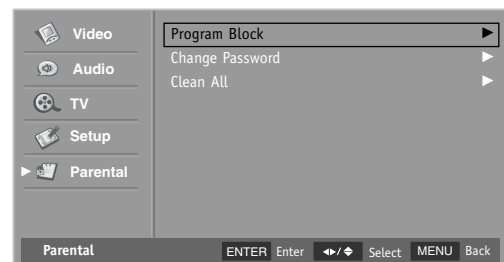 Video
Audio
TV
Setup
Parental
Program Block
Change Password
Clean All
Parental ENTER Enter / Select MENU Back